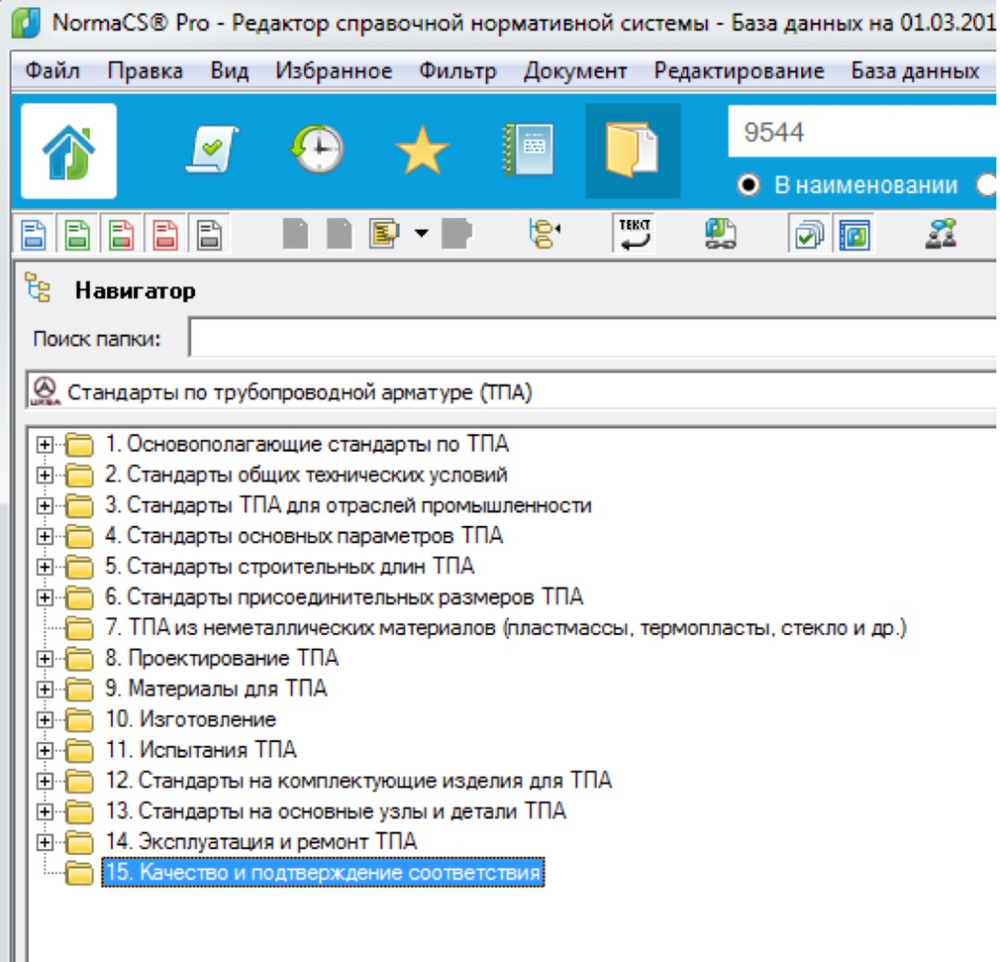 NormaCS® Pro - Редактор справочной нормативной системы - База данных на 01.03.201
Файл Правка Вид Избранное Фильтр Документ Редактирование База данных
9544
В наименовании
ТЕКСТ
Навигатор
Поиск папки:
ЦКБА
Стандарты по трубопроводной арматуре (ТПА)
1. Основополагающие стандарты по ТПА
2. Стандарты общих технических условий
3. Стандарты ТПА для отраслей промышленности
4. Стандарты основных параметров ТПА
5. Стандарты строительных длин ТПА
6. Стандарты присоединительных размеров ТПА
7. ТПА из неметаллических материалов (пластмассы, термопласты, стекло и др.)
8. Проектирование ТПА
9. Материалы для ТПА
10. Изготовление
11. Испытания ТПА
12. Стандарты на комплектующие изделия для ТПА
13. Стандарты на основные узлы и детали ТПА
14. Эксплуатация и ремонт ТПА
15. Качество и подтверждение соответствия